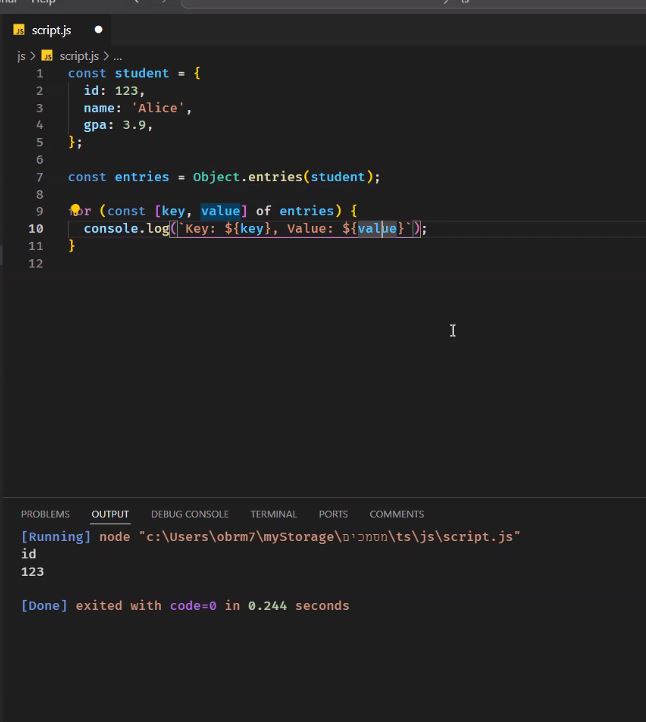 Help
script.js
js > script.js > ...
1 const student = {
2 id: 123,
3 name: 'Alice',
4 gpa: 3.9,
5 };
6
7 const entries = Object.entries(student);
8
9 for (const [key, value] of entries) {
10 console.log(`Key: ${key}, Value: ${value}`);
11 }
12
PROBLEMS OUTPUT DEBUG CONSOLE TERMINAL PORTS COMMENTS
[Running] node "c:\Users\obrm7\myStorage\מסמכים\ts\js\script.js"
id
123
[Done] exited with code=0 in 0.244 seconds